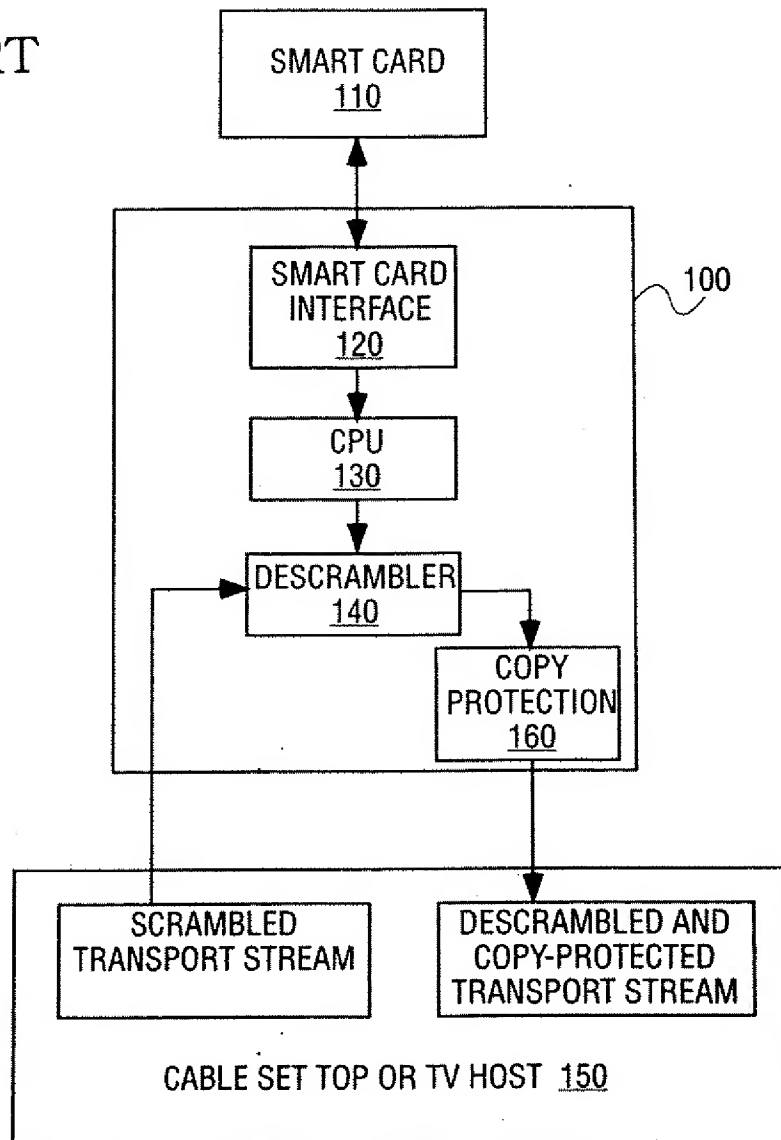 SMART CARD
110
SMART CARD
INTERFACE
120
100
CPU
130
DESCRAMBLER
140
COPY
PROTECTION
160
SCRAMBLED
TRANSPORT STREAM
DESCRAMBLED AND
COPY-PROTECTED
TRANSPORT STREAM
CABLE SET TOP OR TV HOST 150